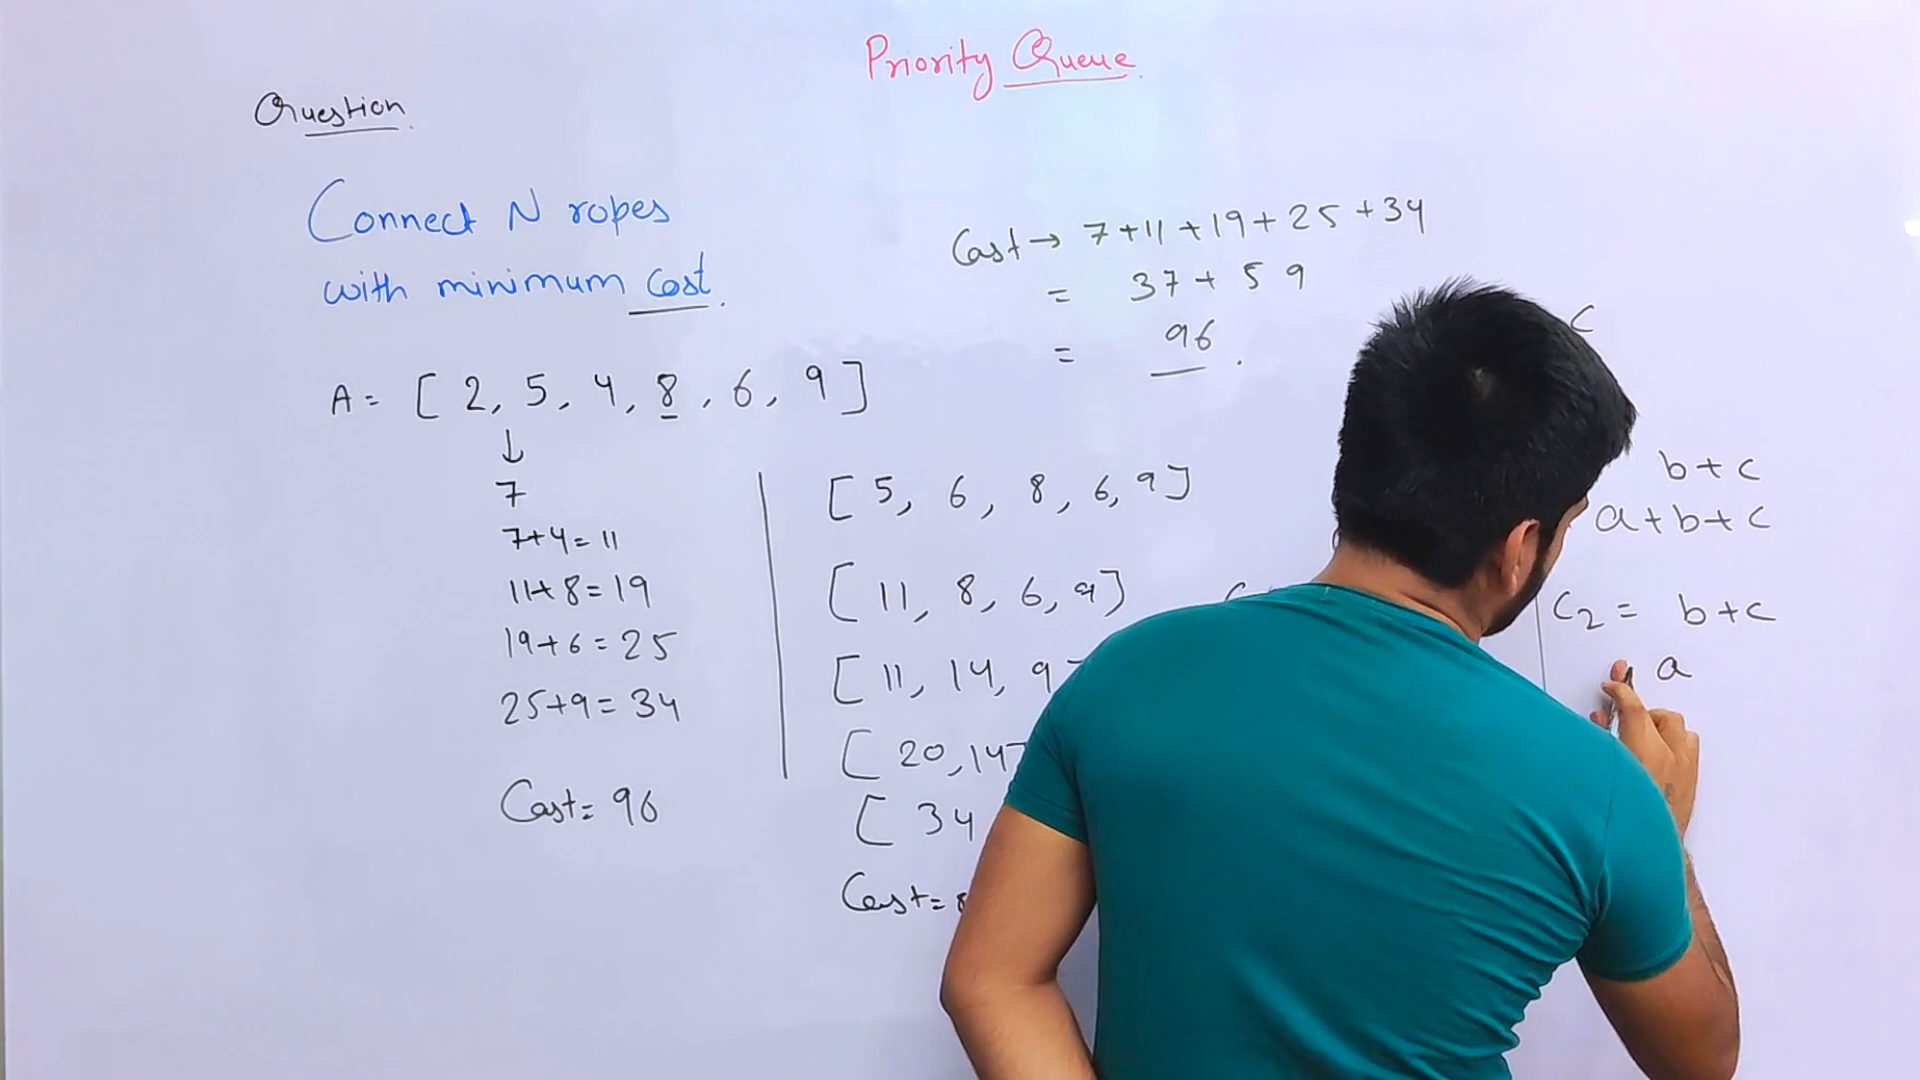 Priority Queue
Question
Connect N ropes
with minimum cost.
A = [ 2, 5, 4, 8, 6, 9 ]
↓
7
7+4=11
11+8=19
19+6=25
25+9=34
Cost= 96
Cost → 7+11+19+25+34
= 37+59
= 96.
[ 5, 6, 8, 6, 9 ]
[ 11, 8, 6, 9 ]
[ 11, 14, 9
[ 20, 14 ]
[ 34
Cost=
c
b+c
a+b+c
C2 = b+c
a